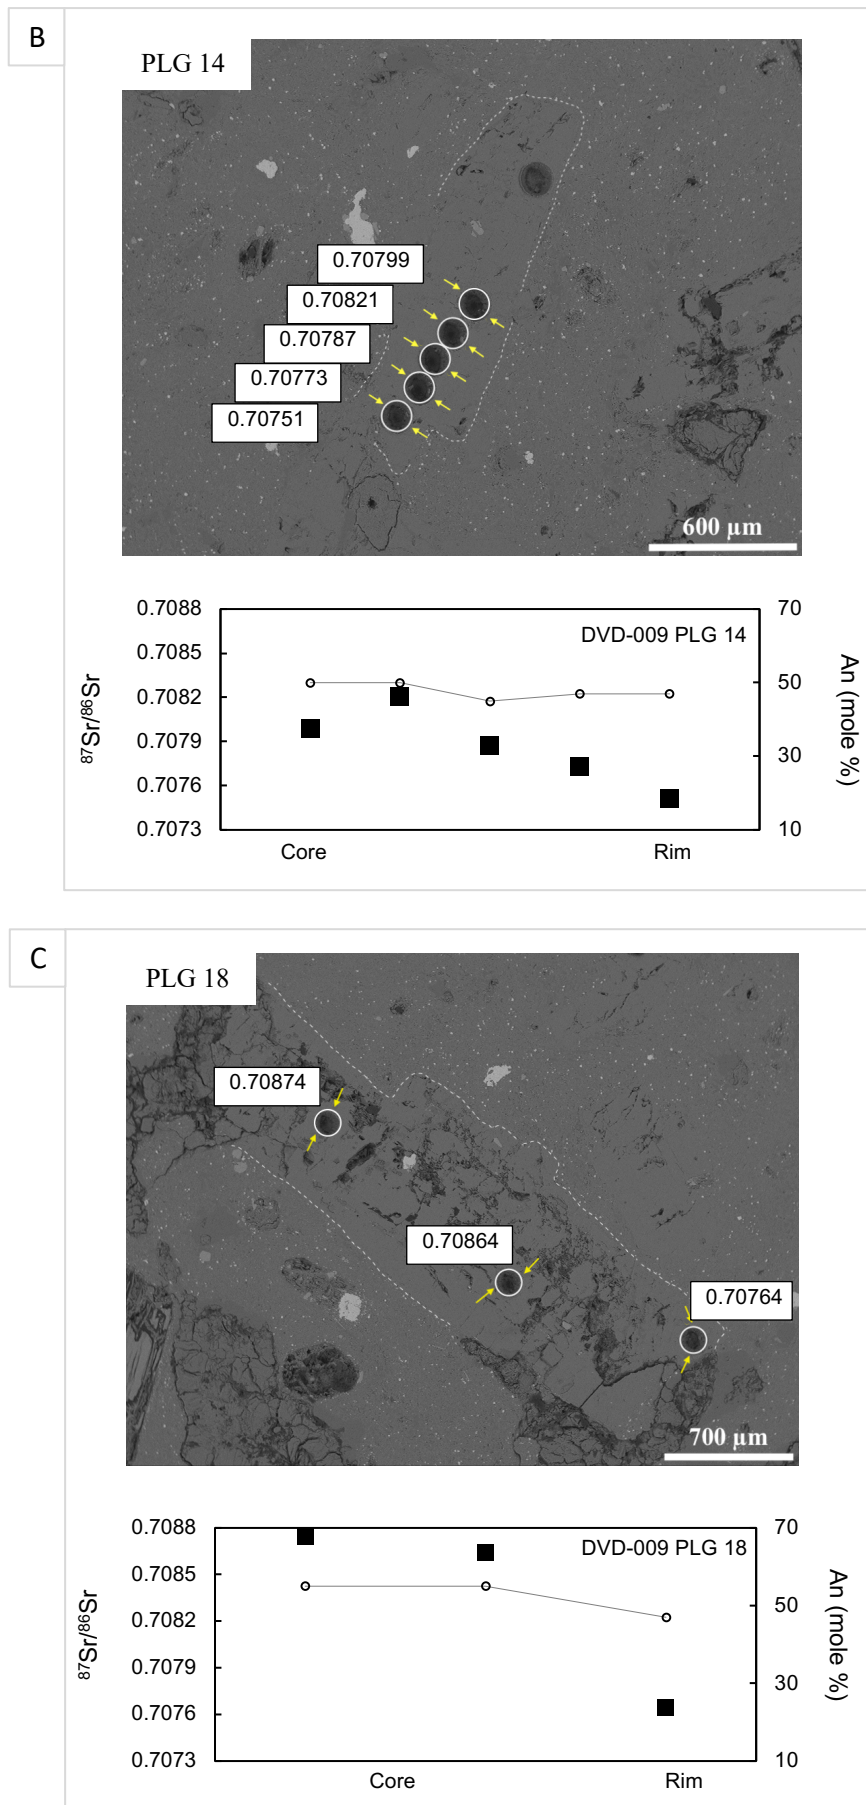 B
PLG 14
0.70799
0.70821
0.70787
0.70773
0.70751
600 µm
0.7088
0.7085
0.7082
0.7079
0.7076
0.7073
⁸⁷Sr/⁸⁶Sr
DVD-009 PLG 14
70
50
30
10
An (mole %)
Core
Rim
C
PLG 18
0.70874
0.70864
0.70764
700 µm
0.7088
0.7085
0.7082
0.7079
0.7076
0.7073
⁸⁷Sr/⁸⁶Sr
DVD-009 PLG 18
70
50
30
10
An (mole %)
Core
Rim